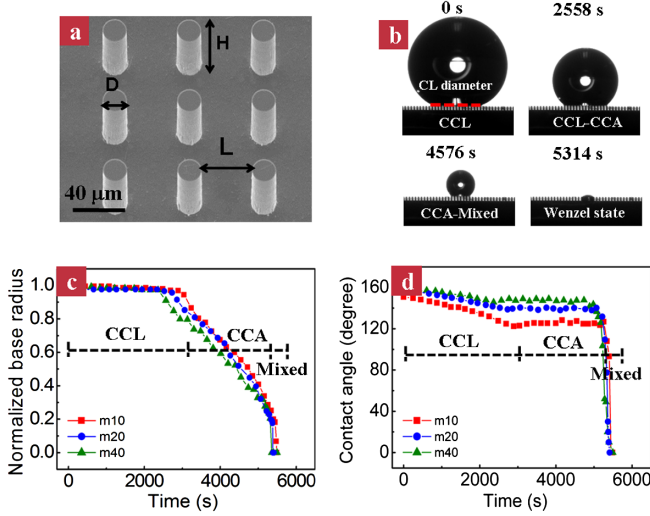 a
H
D
L
40 μm
b
0 s
2558 s
CL diameter
CCL
CCL-CCA
4576 s
5314 s
CCA-Mixed
Wenzel state
c
Normalized base radius
1.0
0.8
0.6
0.4
0.2
0.0
CCL
CCA
Mixed
m10
m20
m40
0 2000 4000 6000
Time (s)
d
Contact angle (degree)
160
120
80
40
0
CCL
CCA
Mixed
m10
m20
m40
0 2000 4000 6000
Time (s)